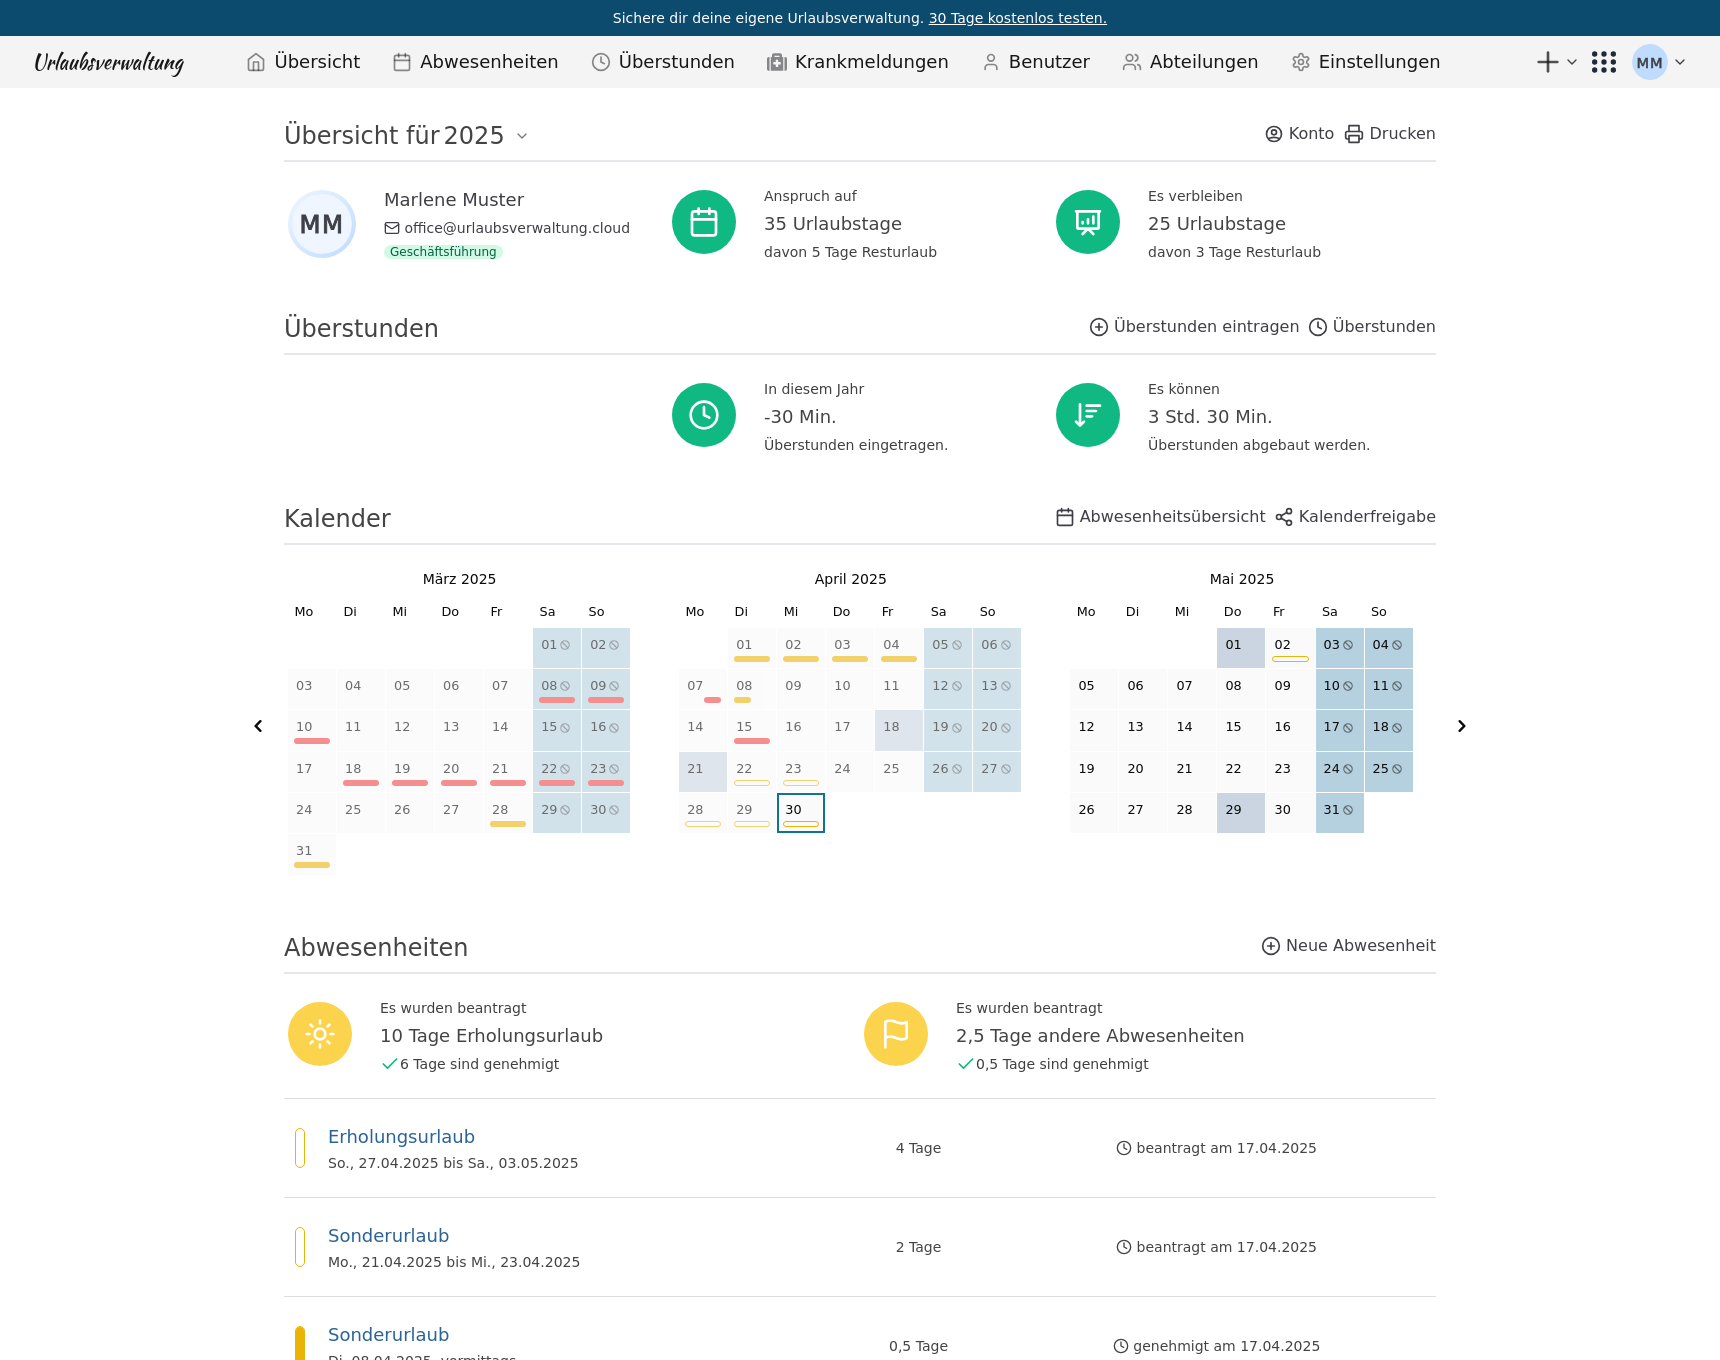 Sichere dir deine eigene Urlaubsverwaltung. 30 Tage kostenlos testen.
Urlaubsverwaltung Übersicht Abwesenheiten Überstunden Krankmeldungen Benutzer Abteilungen Einstellungen MM
Übersicht für 2025 Konto Drucken
MM
Marlene Muster
office@urlaubsverwaltung.cloud
Geschäftsführung
Anspruch auf
35 Urlaubstage
davon 5 Tage Resturlaub
Es verbleiben
25 Urlaubstage
davon 3 Tage Resturlaub
Überstunden Überstunden eintragen Überstunden
In diesem Jahr
-30 Min.
Überstunden eingetragen.
Es können
3 Std. 30 Min.
Überstunden abgebaut werden.
Kalender Abwesenheitsübersicht Kalenderfreigabe
März 2025
Mo Di Mi Do Fr Sa So
01 02
03 04 05 06 07 08 09
10 11 12 13 14 15 16
17 18 19 20 21 22 23
24 25 26 27 28 29 30
31
April 2025
Mo Di Mi Do Fr Sa So
01 02 03 04 05 06
07 08 09 10 11 12 13
14 15 16 17 18 19 20
21 22 23 24 25 26 27
28 29 30
Mai 2025
Mo Di Mi Do Fr Sa So
01 02 03 04
05 06 07 08 09 10 11
12 13 14 15 16 17 18
19 20 21 22 23 24 25
26 27 28 29 30 31
Abwesenheiten Neue Abwesenheit
Es wurden beantragt
10 Tage Erholungsurlaub
6 Tage sind genehmigt
Es wurden beantragt
2,5 Tage andere Abwesenheiten
0,5 Tage sind genehmigt
Erholungsurlaub
So., 27.04.2025 bis Sa., 03.05.2025
4 Tage
beantragt am 17.04.2025
Sonderurlaub
Mo., 21.04.2025 bis Mi., 23.04.2025
2 Tage
beantragt am 17.04.2025
Sonderurlaub
Di., 08.04.2025, vormittags
0,5 Tage
genehmigt am 17.04.2025